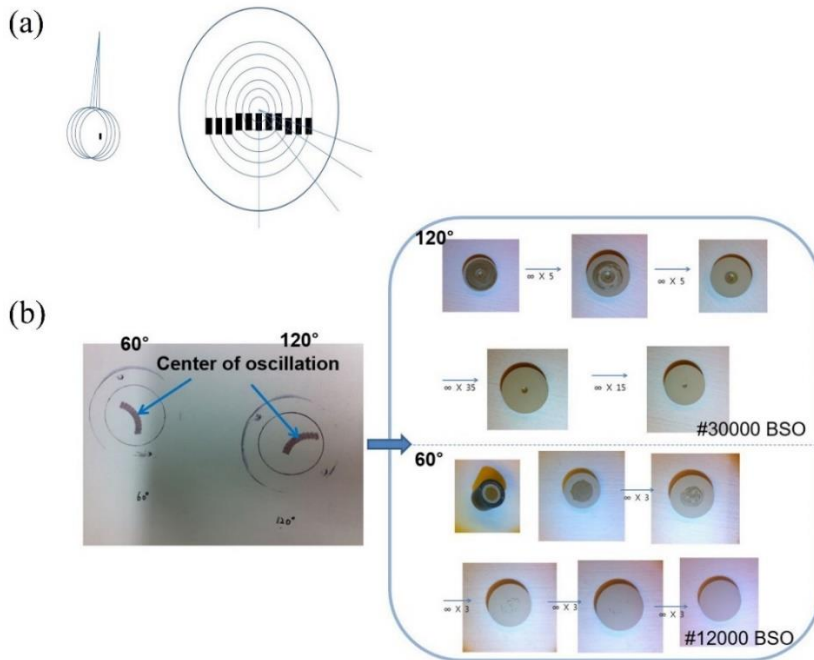 (a)
(b)
60°
120°
Center of oscillation
60°
120°
120°
∞ X 5
∞ X 5
∞ X 35
∞ X 15
#30000 BSO
60°
∞ X 3
∞ X 3
∞ X 3
∞ X 3
#12000 BSO